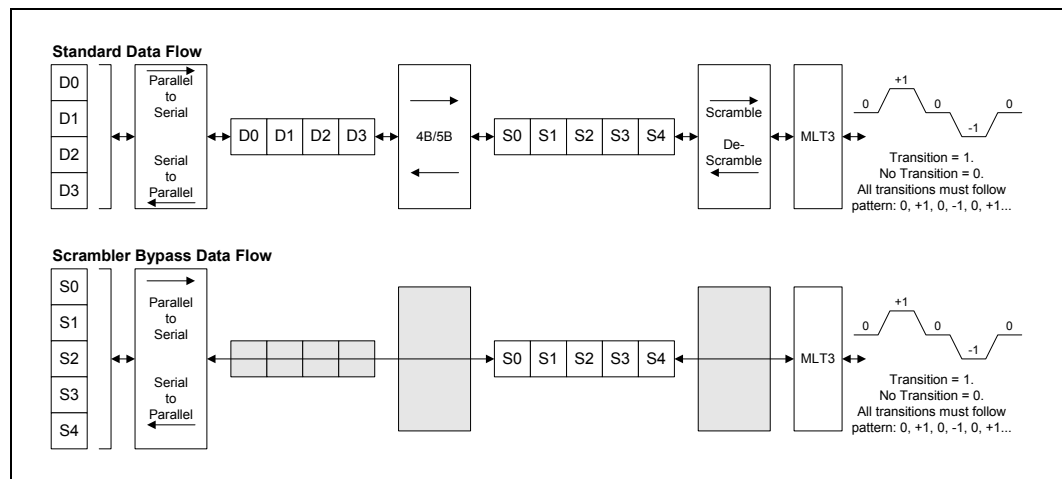 Standard Data Flow
D0
D1
D2
D3
Parallel
to
Serial
Serial
to
Parallel
D0 D1 D2 D3
4B/5B
S0 S1 S2 S3 S4
Scramble
De-
Scramble
MLT3
0 +1 0 -1 0
Transition = 1.
No Transition = 0.
All transitions must follow
pattern: 0, +1, 0, -1, 0, +1...
Scrambler Bypass Data Flow
S0
S1
S2
S3
S4
Parallel
to
Serial
Serial
to
Parallel
S0 S1 S2 S3 S4
MLT3
0 +1 0 -1 0
Transition = 1.
No Transition = 0.
All transitions must follow
pattern: 0, +1, 0, -1, 0, +1...